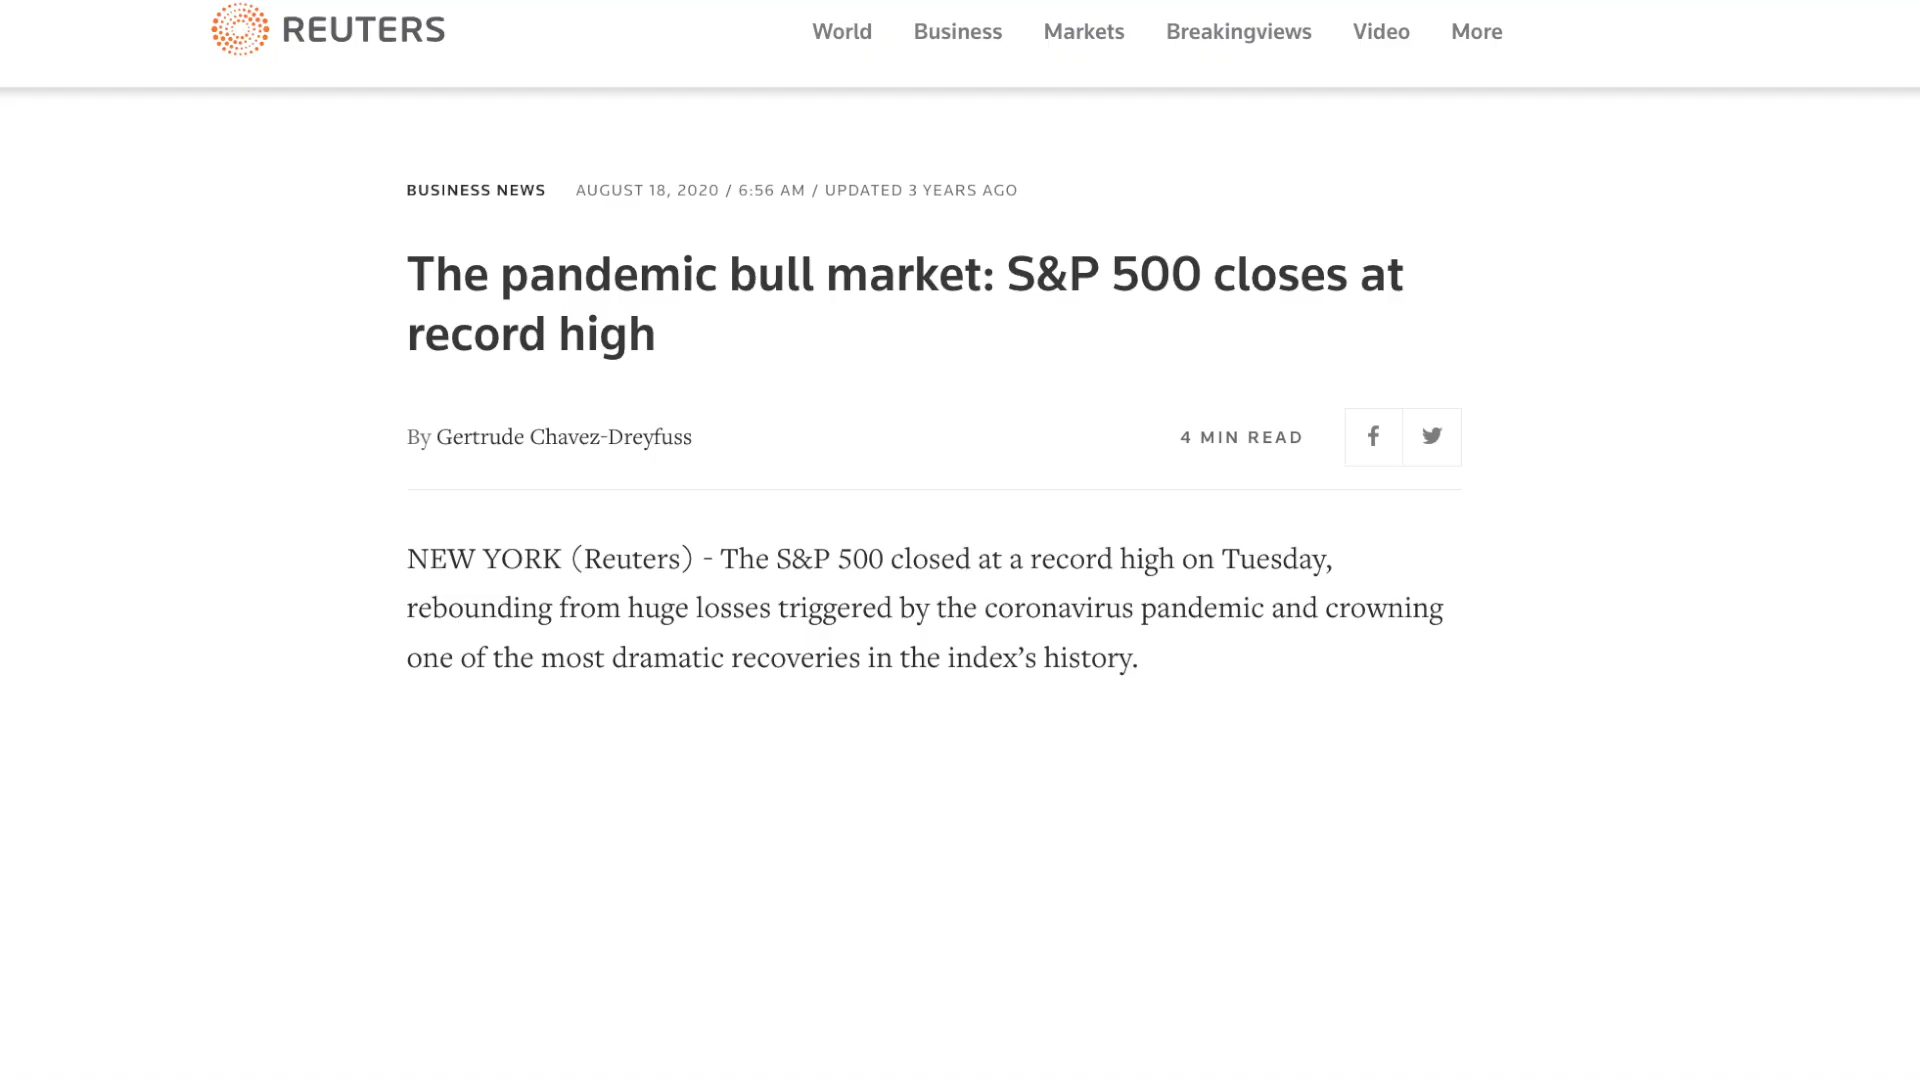 REUTERS
World Business Markets Breakingviews Video More
BUSINESS NEWS AUGUST 18, 2020 / 6:56 AM / UPDATED 3 YEARS AGO
The pandemic bull market: S&P 500 closes at
record high
By Gertrude Chavez-Dreyfuss 4 MIN READ
NEW YORK (Reuters) - The S&P 500 closed at a record high on Tuesday,
rebounding from huge losses triggered by the coronavirus pandemic and crowning
one of the most dramatic recoveries in the index’s history.